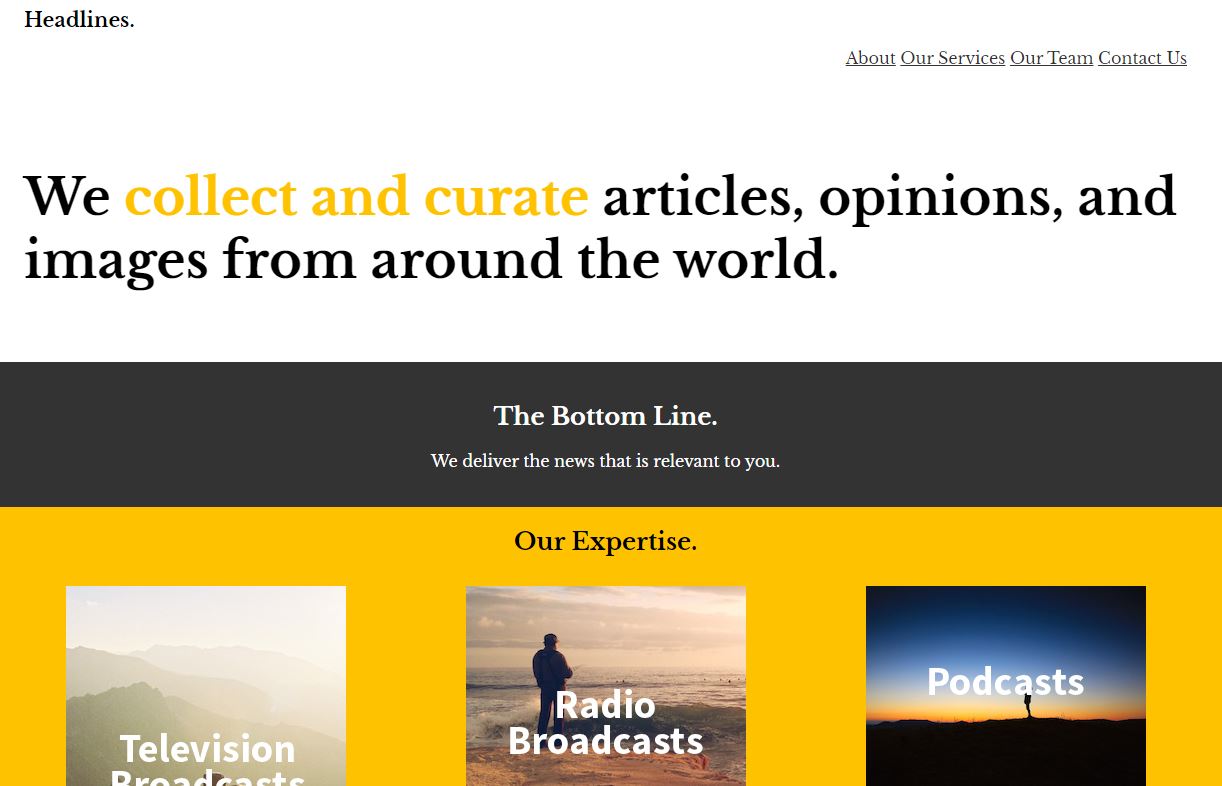 Headlines.
About Our Services Our Team Contact Us
We collect and curate articles, opinions, and
images from around the world.
The Bottom Line.
We deliver the news that is relevant to you.
Our Expertise.
Television
Broadcasts
Radio
Broadcasts
Podcasts